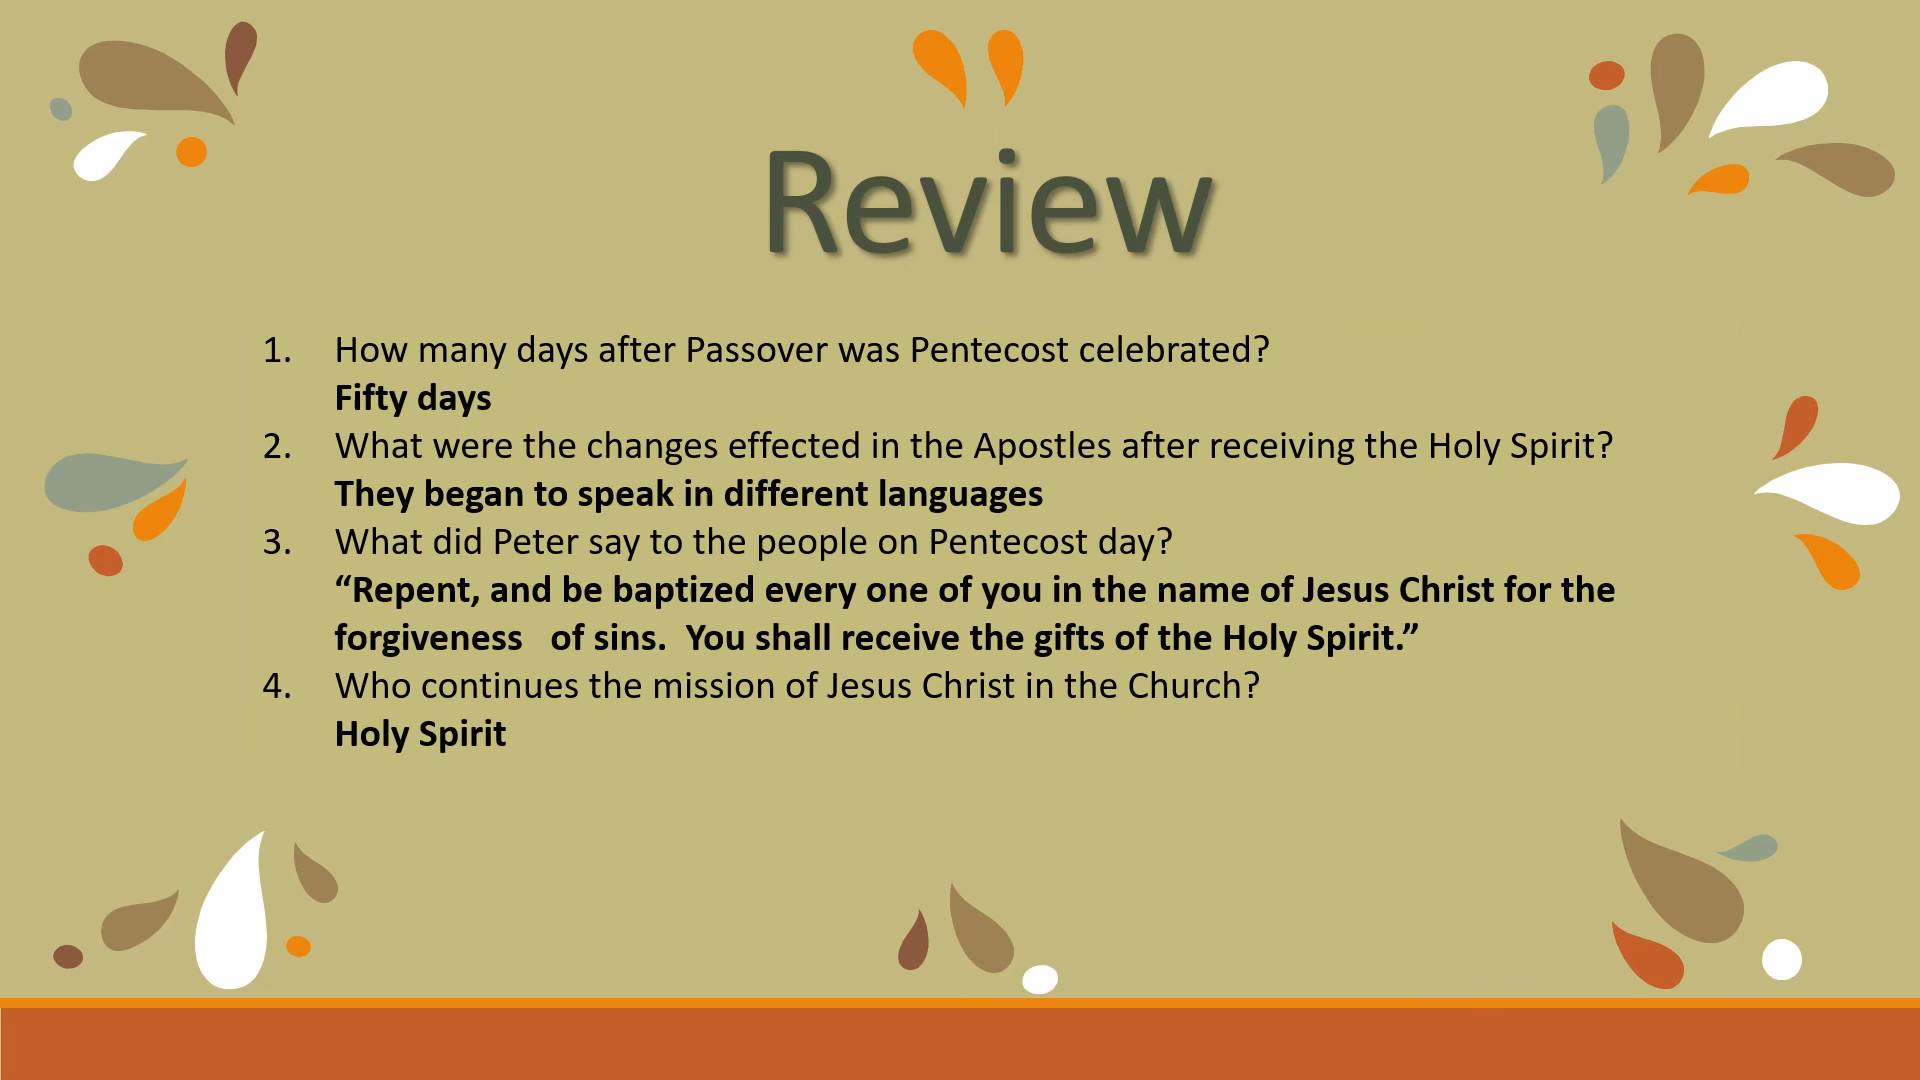 Review
1. How many days after Passover was Pentecost celebrated?
Fifty days
2. What were the changes effected in the Apostles after receiving the Holy Spirit?
They began to speak in different languages
3. What did Peter say to the people on Pentecost day?
“Repent, and be baptized every one of you in the name of Jesus Christ for the
forgiveness   of sins.  You shall receive the gifts of the Holy Spirit.”
4. Who continues the mission of Jesus Christ in the Church?
Holy Spirit